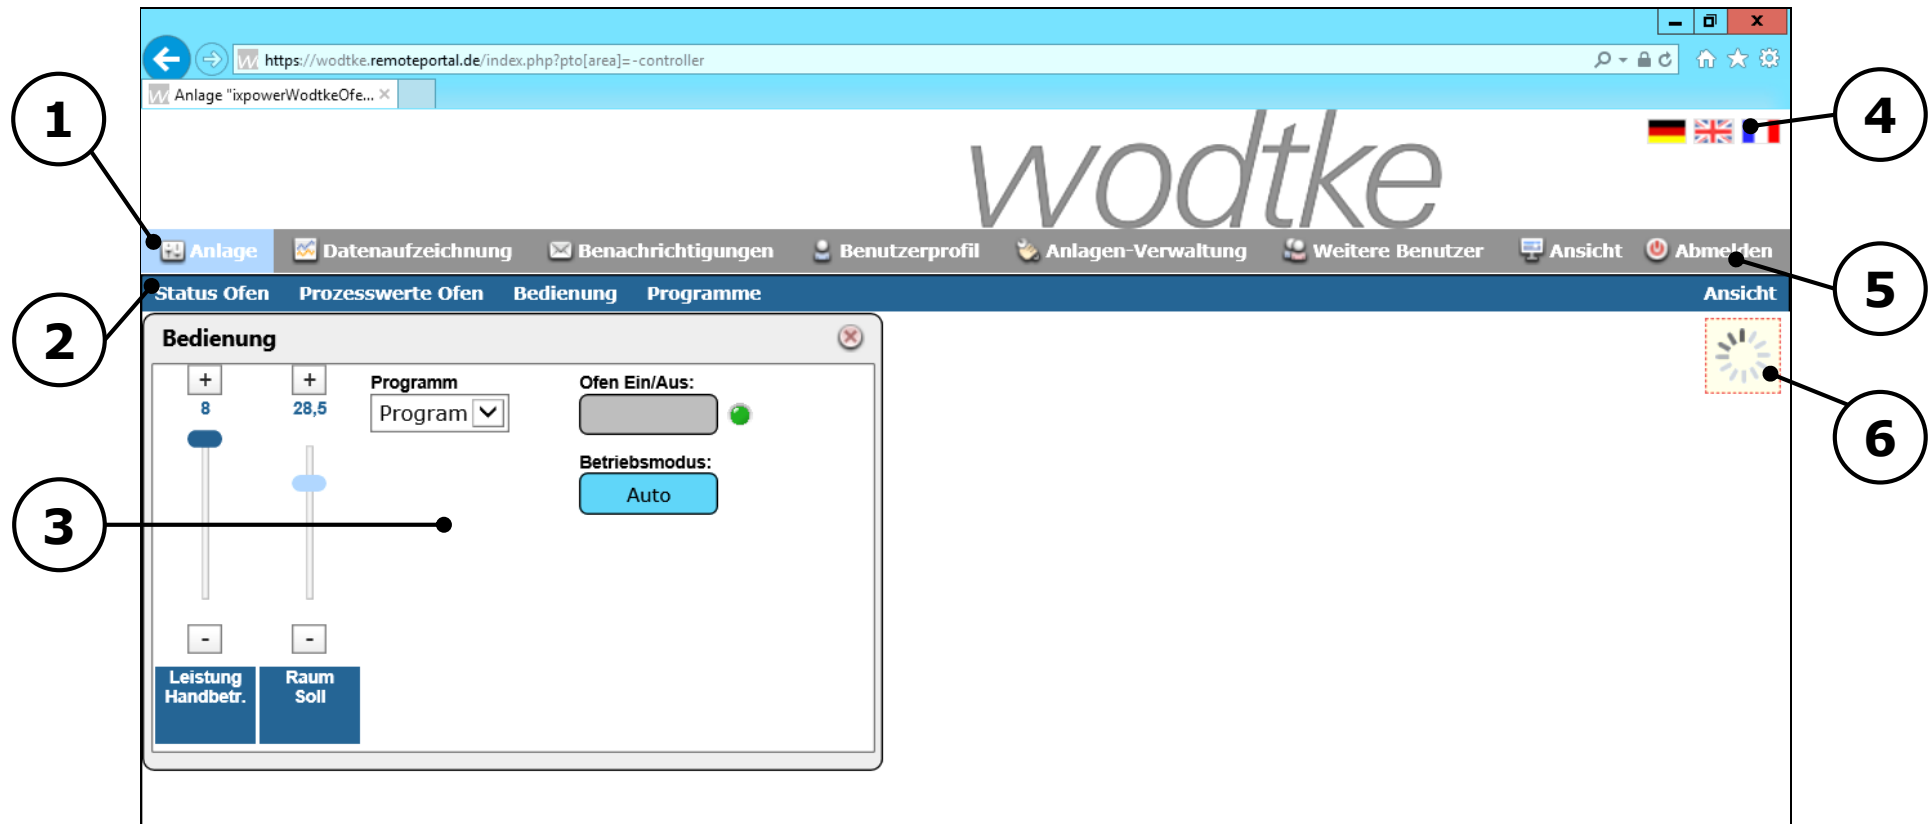 https://wodtke.remoteportal.de/index.php?pto[area]=-controller
Anlage "ixpowerWodtkeOfe...
1
wodtke
4
Anlage Datenaufzeichnung Benachrichtigungen Benutzerprofil Anlagen-Verwaltung Weitere Benutzer Ansicht Abmelden
5
Status Ofen Prozesswerte Ofen Bedienung Programme Ansicht
2
Bedienung
+ + Programm Ofen Ein/Aus:
8 28,5 Program
6
Betriebsmodus:
Auto
3
- -
Leistung Raum
Handbetr. Soll